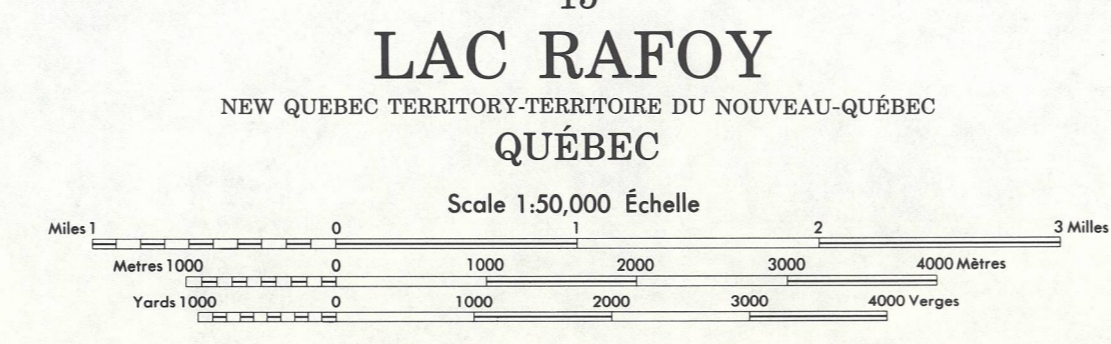 LAC RAFOY
NEW QUEBEC TERRITORY-TERRITOIRE DU NOUVEAU-QUÉBEC
QUÉBEC
Scale 1:50,000 Échelle
Miles 1 0 1 2 3 Milles
Metres 1000 0 1000 2000 3000 4000 Mètres
Yards 1000 0 1000 2000 3000 4000 Verges